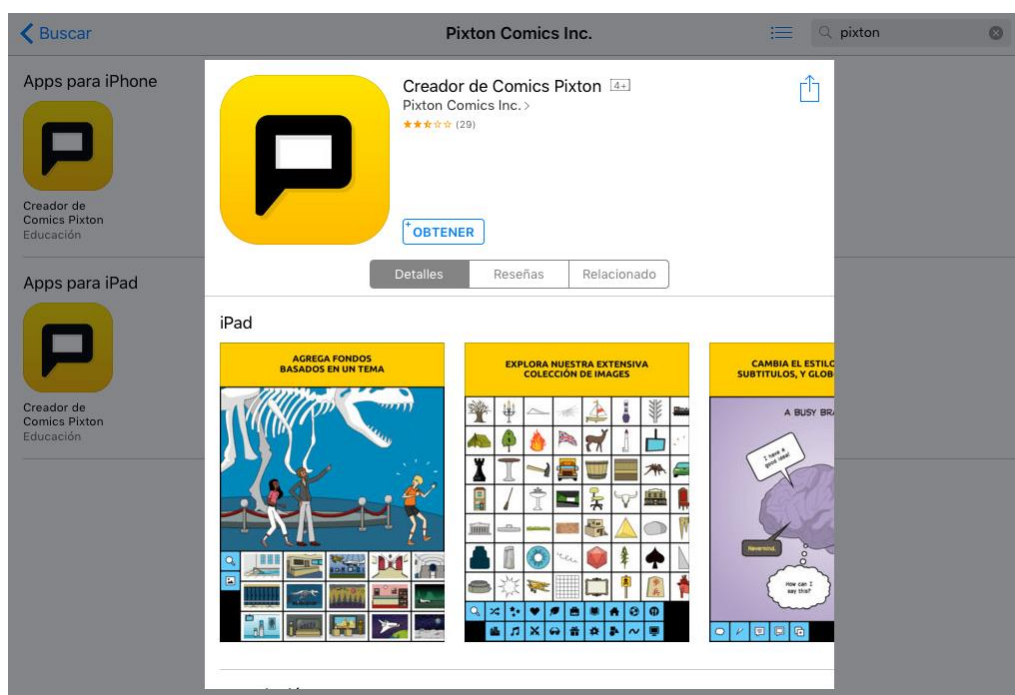 Buscar
Pixton Comics Inc.
pixton
Apps para iPhone
Creador de
Comics Pixton
Educación
Apps para iPad
Creador de
Comics Pixton
Educación
Creador de Comics Pixton 4+
Pixton Comics Inc.
(29)
+OBTENER
Detalles
Reseñas
Relacionado
iPad
AGREGA FONDOS
BASADOS EN UN TEMA
EXPLORA NUESTRA EXTENSIVA
COLECCIÓN DE IMAGES
CAMBIA EL ESTILO
SUBTITULOS, Y GLOB
A BUSY BRA
I have a
good idea!
Nevermind.
How can I
say this?